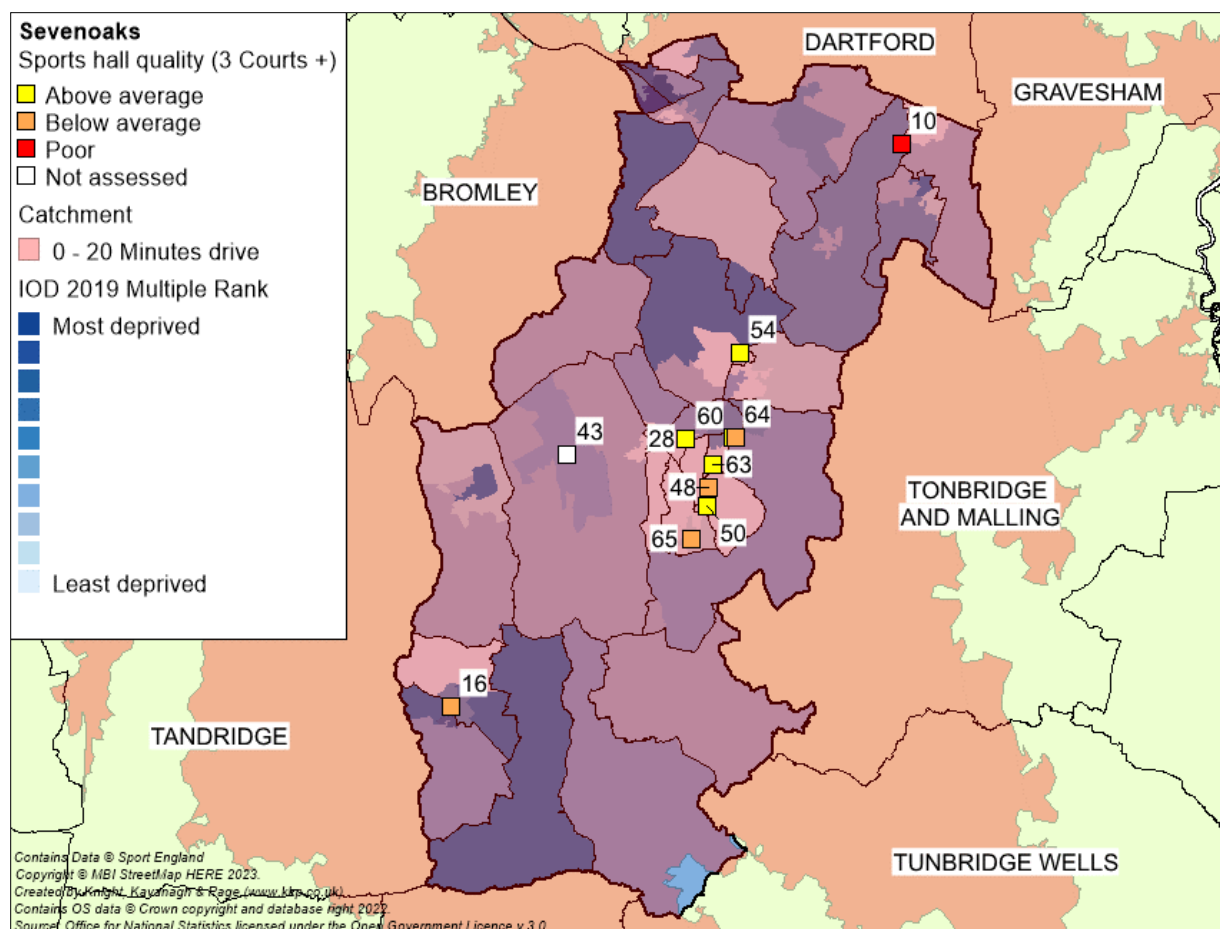 Sevenoaks
Sports hall quality (3 Courts +)
Above average
Below average
Poor
Not assessed
Catchment
0 - 20 Minutes drive
IOD 2019 Multiple Rank
Most deprived
Least deprived
DARTFORD
GRAVESHAM
10
BROMLEY
54
60
64
43
28
63
48
TONBRIDGE
AND MALLING
65
50
16
TANDRIDGE
TUNBRIDGE WELLS
Contains Data © Sport England
Copyright © MBI StreetMap HERE 2023.
Created by Knight, Kavanagh & Page (www.kkp.co.uk)
Contains OS data © Crown copyright and database right 2022.
Source: Office for National Statistics licensed under the Open Government Licence v.3.0